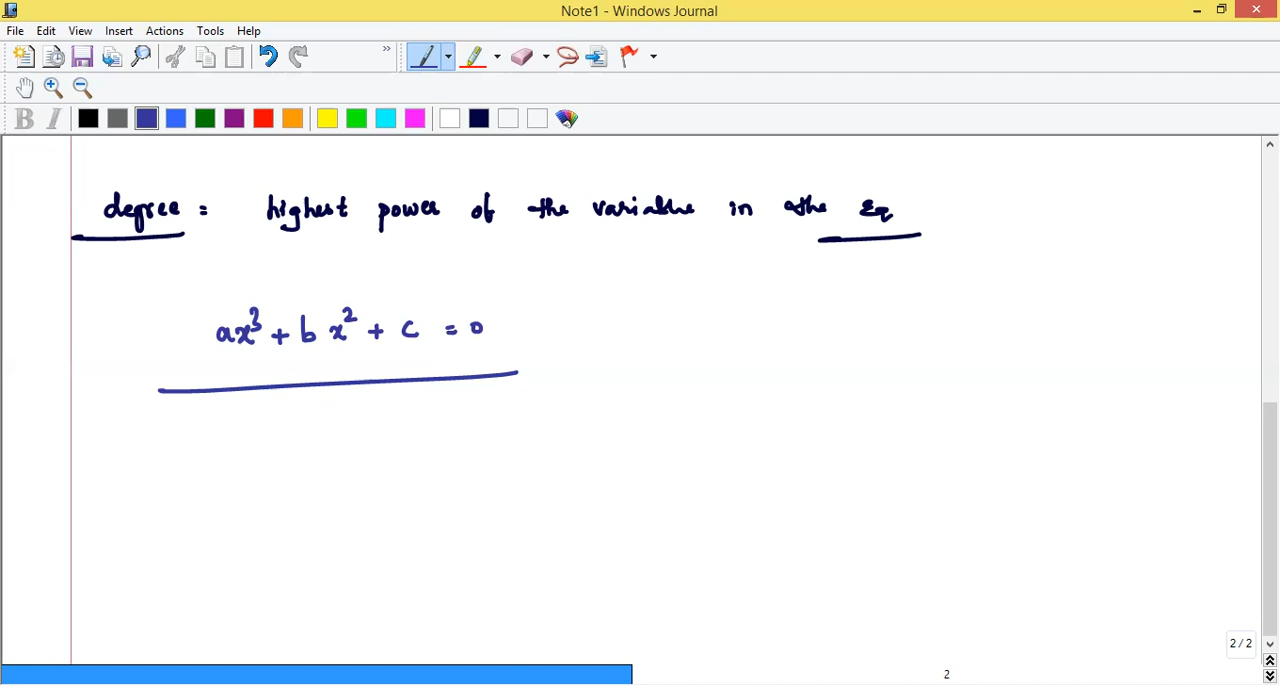 Note1 - Windows Journal
File Edit View Insert Actions Tools Help
B I
degree : highest power of the variable in the Eq
ax³ + b x² + c = 0
2 / 2
2